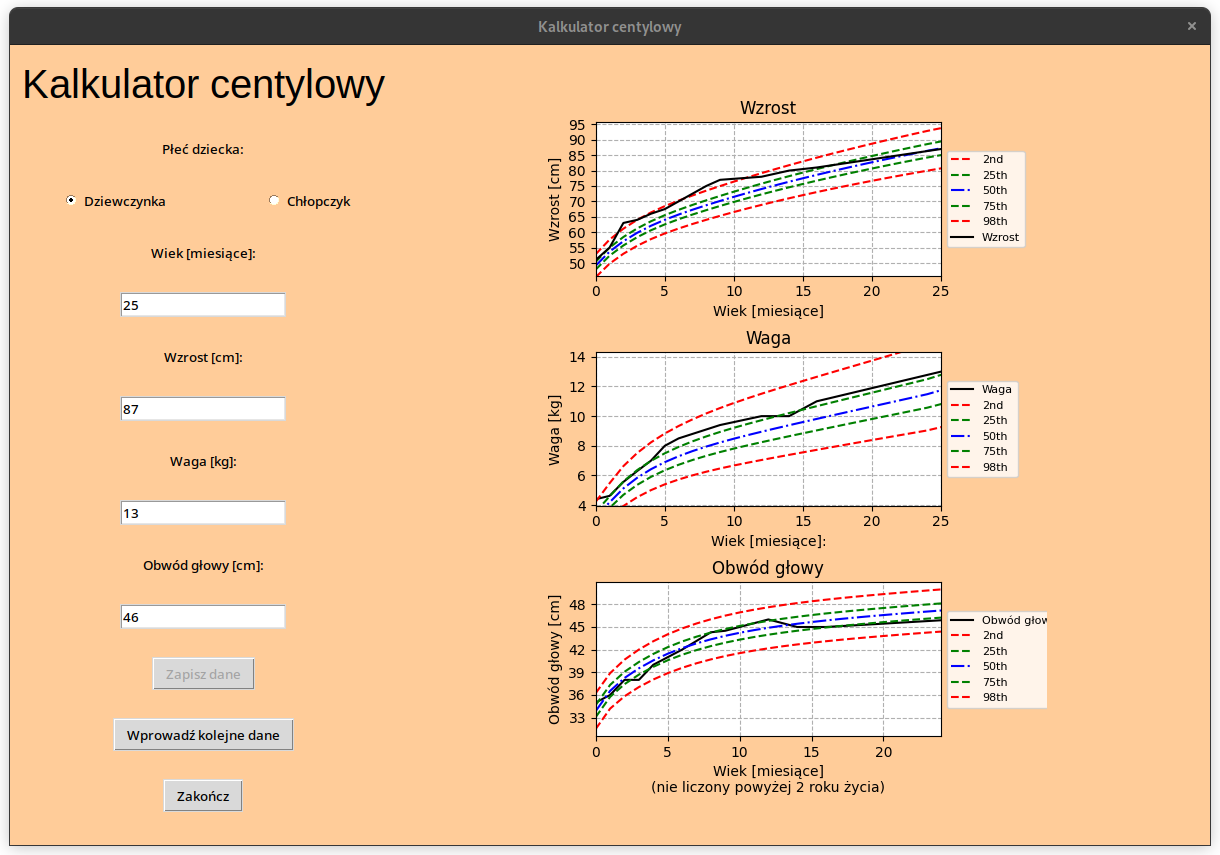 Kalkulator centylowy
×
Kalkulator centylowy
Płeć dziecka:
Dziewczynka
Chłopczyk
Wiek [miesiące]:
25
Wzrost [cm]:
87
Waga [kg]:
13
Obwód głowy [cm]:
46
Zapisz dane
Wprowadź kolejne dane
Zakończ
Wzrost
Wzrost [cm]
95
90
85
80
75
70
65
60
55
50
0 5 10 15 20 25
Wiek [miesiące]
2nd
25th
50th
75th
98th
Wzrost
Waga
Waga [kg]
14
12
10
8
6
4
0 5 10 15 20 25
Wiek [miesiące]:
Waga
2nd
25th
50th
75th
98th
Obwód głowy
Obwód głowy [cm]
48
45
42
39
36
33
0 5 10 15 20
Wiek [miesiące]
(nie liczony powyżej 2 roku życia)
Obwód głow
2nd
25th
50th
75th
98th